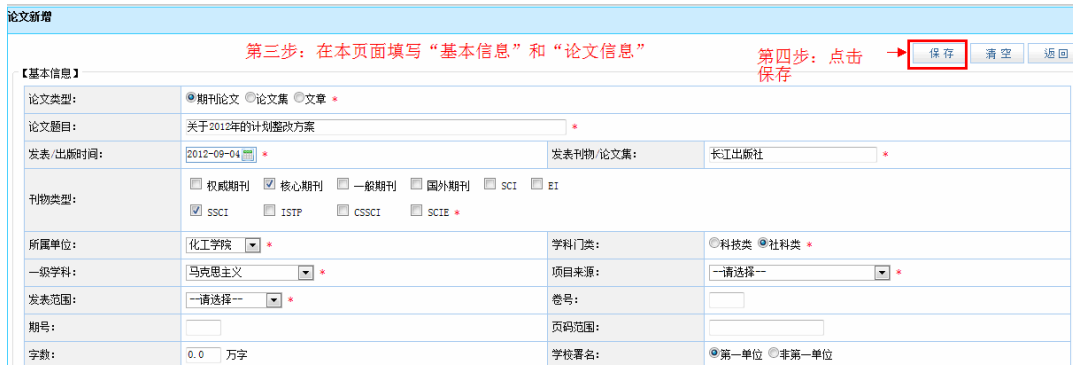 论文新增
第三步：在本页面填写“基本信息”和“论文信息”
第四步：点击
保存
保存 清空 返回
【基本信息】
论文类型： 期刊论文 论文集 文章 *
论文题目： 关于2012年的计划整改方案 *
发表/出版时间： 2012-09-04 * 发表刊物/论文集： 长江出版社 *
权威期刊 核心期刊 一般期刊 国外期刊 SCI EI
刊物类型：
SSCI ISTP CSSCI SCIE *
所属单位： 化工学院 * 学科门类： 科技类 社科类 *
一级学科： 马克思主义 * 项目来源： --请选择-- *
发表范围： --请选择-- * 卷号：
期号： 页码范围：
字数： 0.0 万字 学校署名： 第一单位 非第一单位